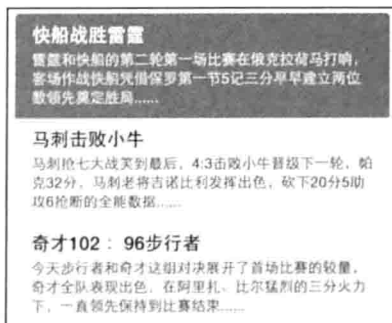 快船战胜雷霆
雷霆和快船的第二轮第一场比赛在俄克拉荷马打响,
客场作战快船凭借保罗第一节5记三分早早建立两位
数领先奠定胜局......
马刺击败小牛
马刺抢七大战笑到最后,4:3击败小牛晋级下一轮,帕
克32分,马刺老将吉诺比利发挥出色,砍下20分5助
攻6抢断的全能数据......
奇才102:96步行者
今天步行者和奇才这组对决展开了首场比赛的较量,
奇才全队表现出色,在阿里扎、比尔猛烈的三分火力
下,一直领先保持到比赛结束......